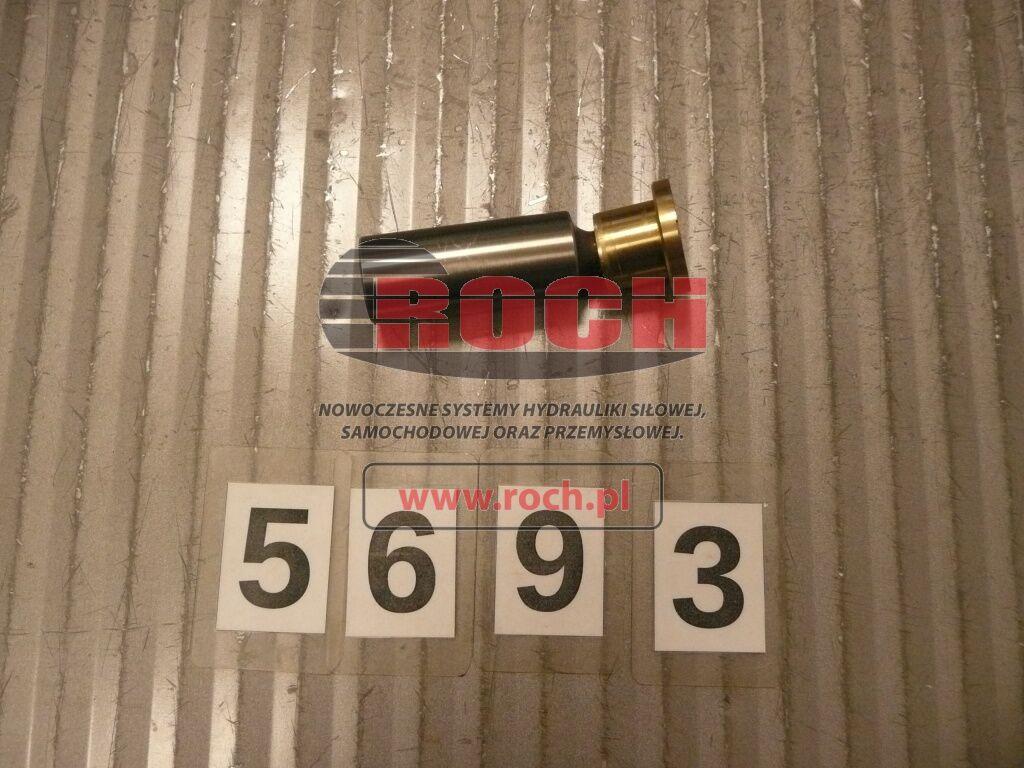 ROCH
NOWOCZESNE SYSTEMY HYDRAULIKI SIŁOWEJ,
SAMOCHODOWEJ ORAZ PRZEMYSŁOWEJ.
www.roch.pl
5 6 9 3